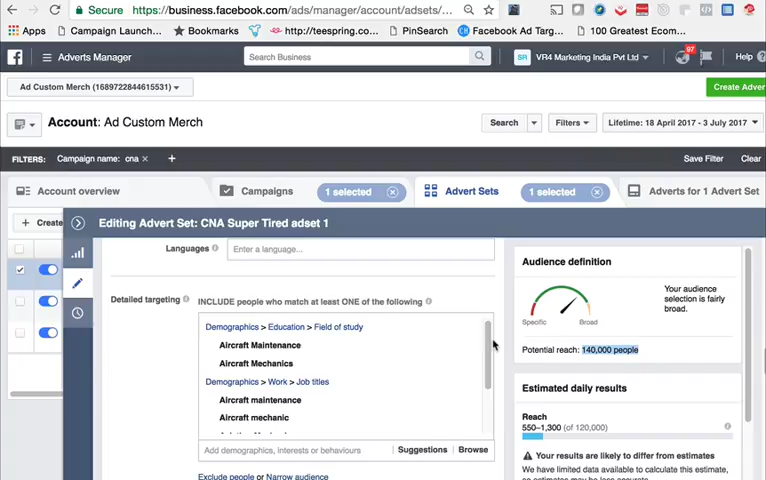 Secure https://business.facebook.com/ads/manager/account/adsets/...
Apps Campaign Launch... Bookmarks http://teespring.co... PinSearch Facebook Ad Targ... 100 Greatest Ecom...
Adverts Manager Search Business SR VR4 Marketing India Pvt Ltd 97 Help
Ad Custom Merch (1689722844615531) Create Adver
Account: Ad Custom Merch Search Filters Lifetime: 18 April 2017 - 3 July 2017
FILTERS: Campaign name: cna × + Save Filter Clear
Account overview Campaigns 1 selected Advert Sets 1 selected Adverts for 1 Advert Set
+ Create Editing Advert Set: CNA Super Tired adset 1
Languages Enter a language...
Audience definition
Specific Broad
Your audience
selection is fairly
broad.
Potential reach: 140,000 people
Detailed targeting INCLUDE people who match at least ONE of the following
Demographics > Education > Field of study
Aircraft Maintenance
Aircraft Mechanics
Demographics > Work > Job titles
Aircraft maintenance
Aircraft mechanic
Add demographics, interests or behaviours Suggestions Browse
Exclude people or Narrow audience
Estimated daily results
Reach
550–1,300 (of 120,000)
Your results are likely to differ from estimates
We have limited data available to calculate this estimate,